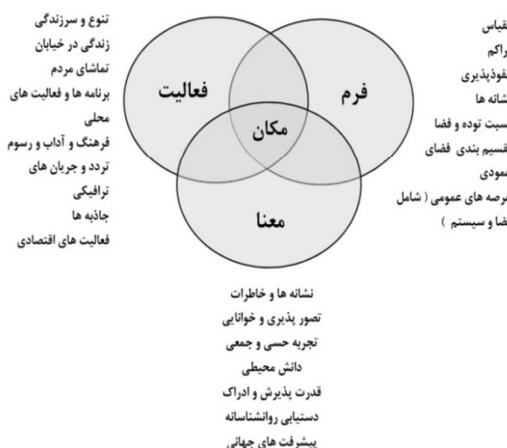 قیاس
راکم
فوذپذیری
شانه ها
سبت توده و فضا
قسیم بندی فضای
مودی
رصه های عمومی ( شامل
ضا و سیستم )
فرم
فعالیت
مکان
معنا
تنوع و سرزندگی
زندگی در خیابان
تماشای مردم
برنامه ها و فعالیت های
محلی
فرهنگ و آداب و رسوم
تردد و جریان های
ترافیکی
جاذبه ها
فعالیت های اقتصادی
نشانه ها و خاطرات
تصور پذیری و خوانایی
تجربه حسی و جمعی
دانش محیطی
قدرت پذیرش و ادراک
دستیابی روانشناسانه
پیشرفت های جهانی